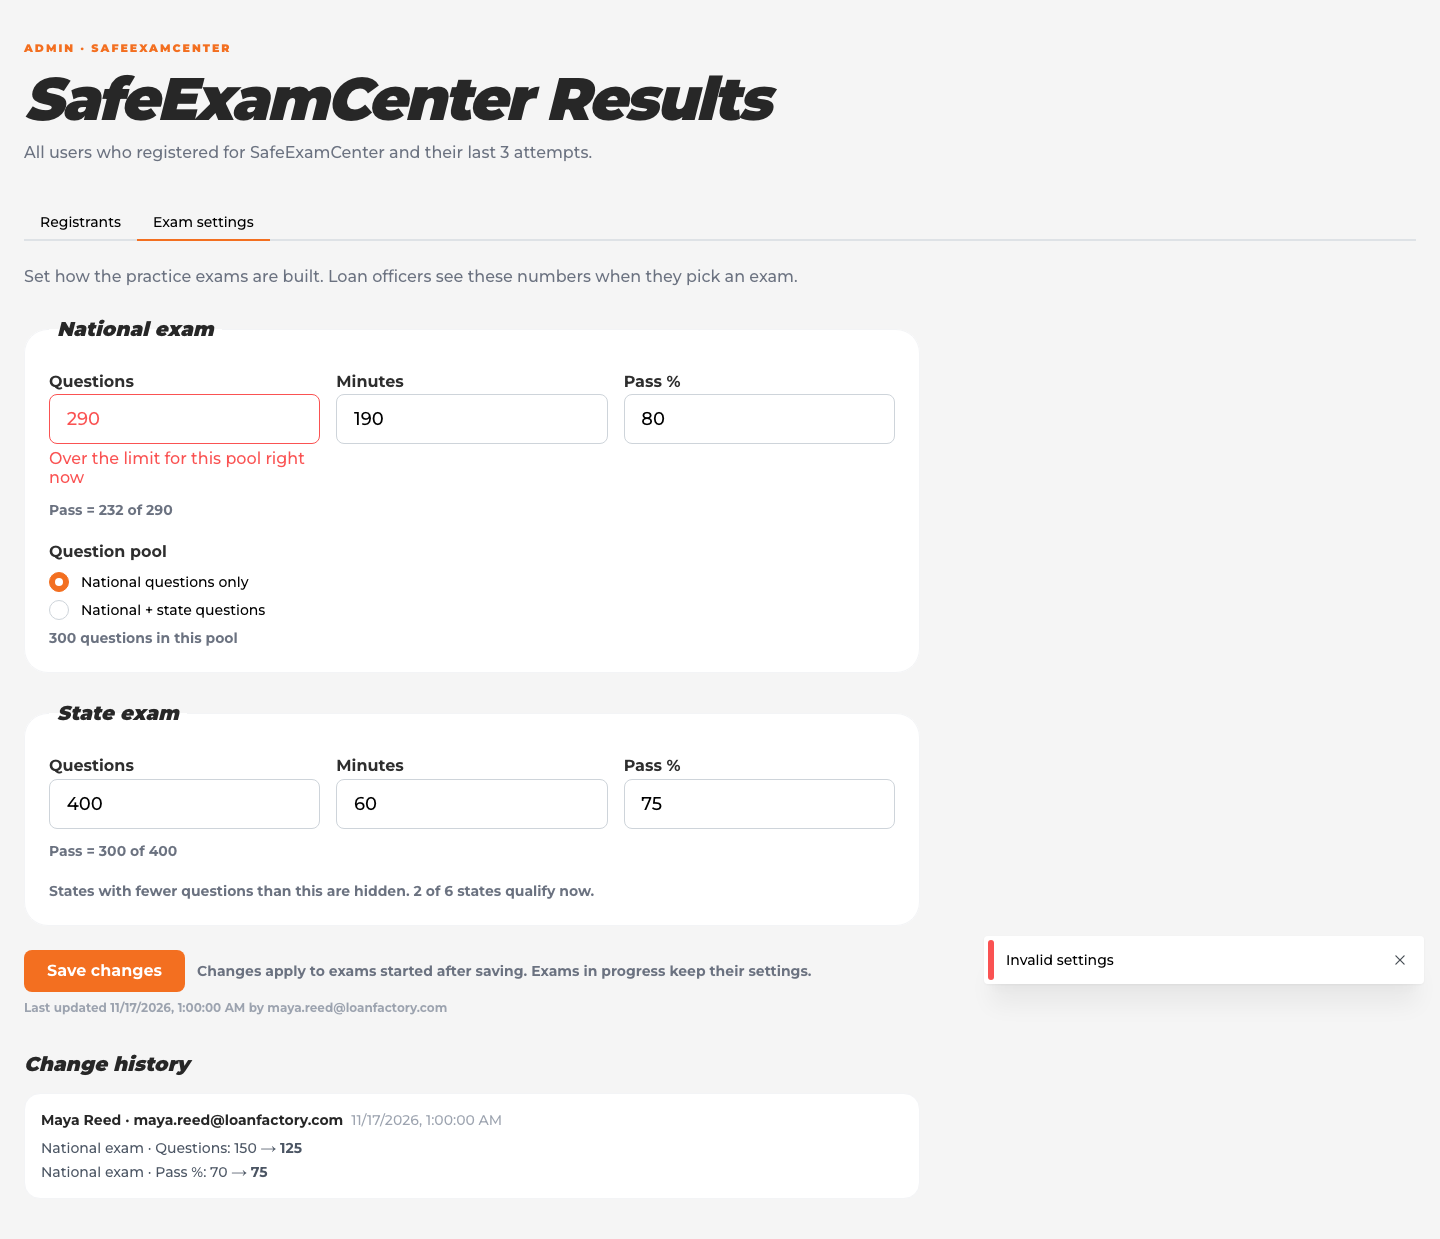 ADMIN · SAFEEXAMCENTER
SafeExamCenter Results
All users who registered for SafeExamCenter and their last 3 attempts.
Registrants
Exam settings
Set how the practice exams are built. Loan officers see these numbers when they pick an exam.
National exam
Questions
Minutes
Pass %
290
190
80
Over the limit for this pool right
now
Pass = 232 of 290
Question pool
National questions only
National + state questions
300 questions in this pool
State exam
Questions
Minutes
Pass %
400
60
75
Pass = 300 of 400
States with fewer questions than this are hidden. 2 of 6 states qualify now.
Save changes
Changes apply to exams started after saving. Exams in progress keep their settings.
Invalid settings
Last updated 11/17/2026, 1:00:00 AM by maya.reed@loanfactory.com
Change history
Maya Reed · maya.reed@loanfactory.com 11/17/2026, 1:00:00 AM
National exam · Questions: 150 → 125
National exam · Pass %: 70 → 75